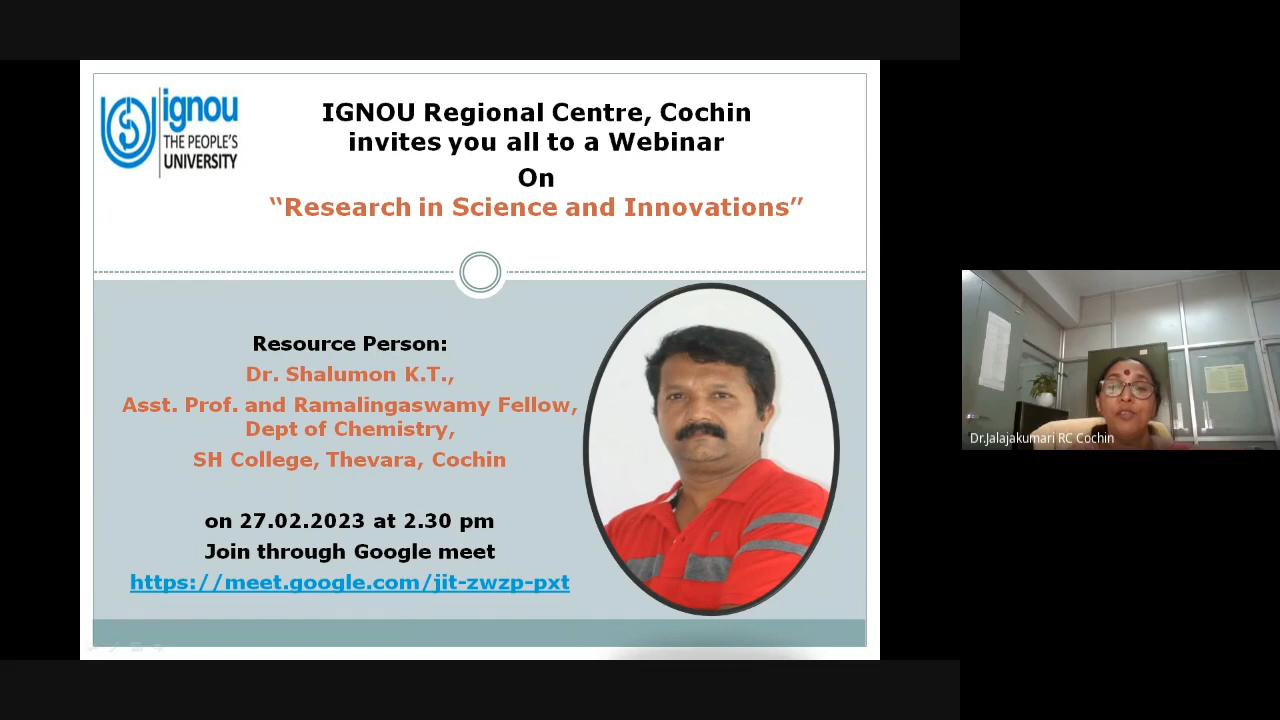 ignou
THE PEOPLE'S
UNIVERSITY
IGNOU Regional Centre, Cochin
invites you all to a Webinar
On
“Research in Science and Innovations”
Resource Person:
Dr. Shalumon K.T.,
Asst. Prof. and Ramalingaswamy Fellow,
Dept of Chemistry,
SH College, Thevara, Cochin
on 27.02.2023 at 2.30 pm
Join through Google meet
https://meet.google.com/jit-zwzp-pxt
Dr.Jalajakumari RC Cochin